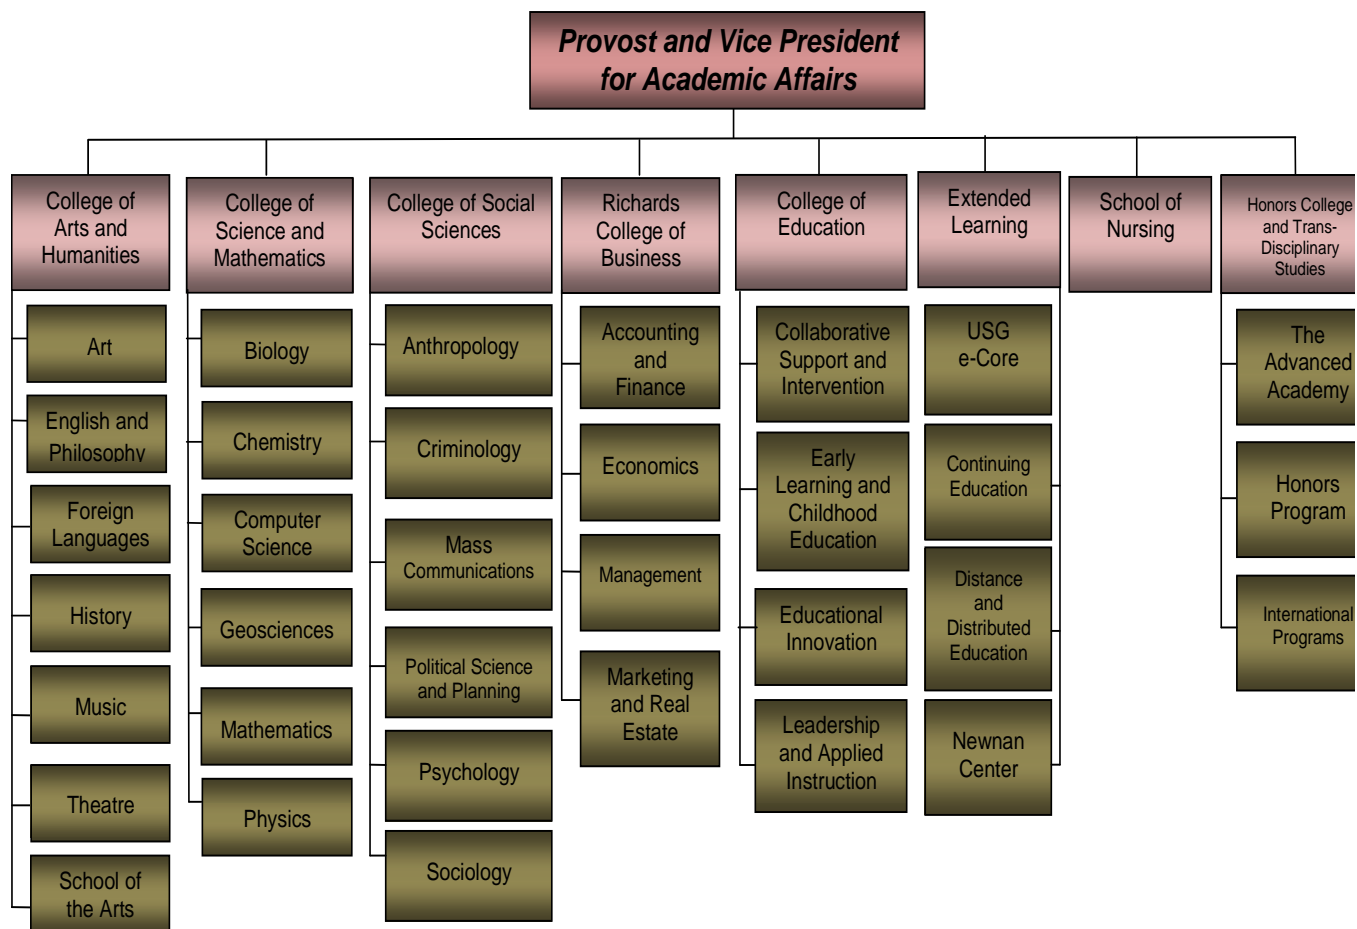 Provost and Vice President
for Academic Affairs
College of
Arts and
Humanities
College of
Science and
Mathematics
College of Social
Sciences
Richards
College of
Business
College of
Education
Extended
Learning
School of
Nursing
Honors College
and Trans-
Disciplinary
Studies
Art
English and
Philosophy
Foreign
Languages
History
Music
Theatre
School of
the Arts
Biology
Chemistry
Computer
Science
Geosciences
Mathematics
Physics
Anthropology
Criminology
Mass
Communications
Political Science
and Planning
Psychology
Sociology
Accounting
and
Finance
Economics
Management
Marketing
and Real
Estate
Collaborative
Support and
Intervention
Early
Learning and
Childhood
Education
Educational
Innovation
Leadership
and Applied
Instruction
USG
e-Core
Continuing
Education
Distance
and
Distributed
Education
Newnan
Center
The
Advanced
Academy
Honors
Program
International
Programs